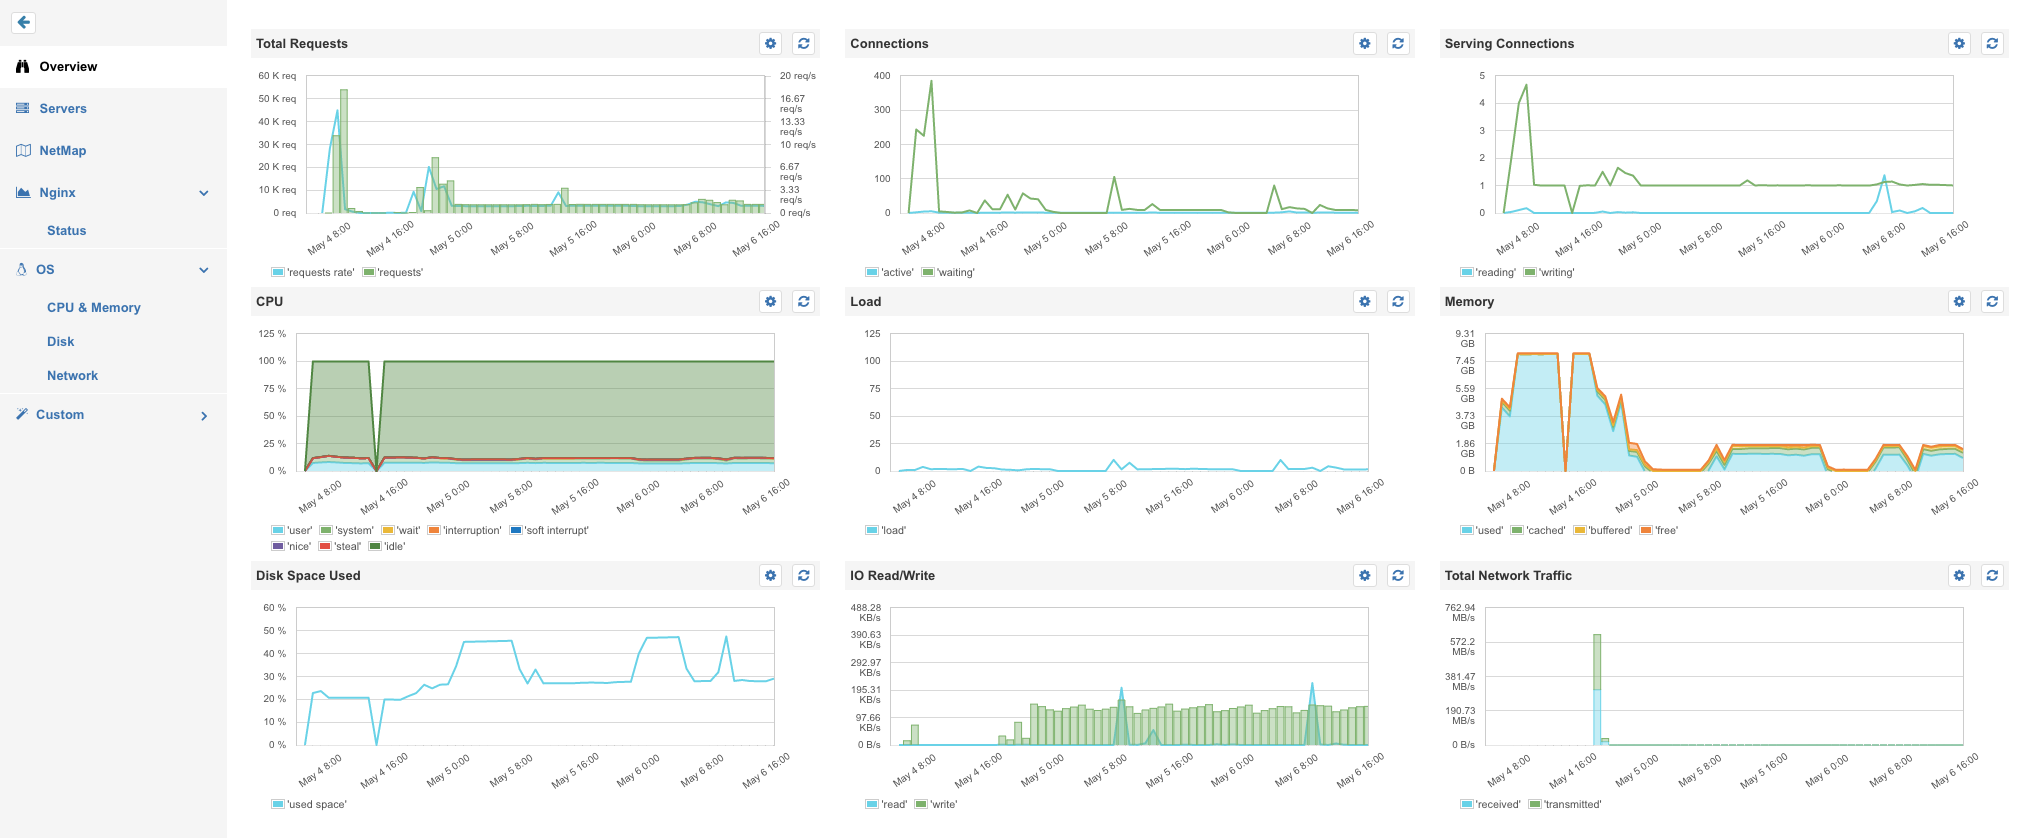 Overview
Servers
NetMap
Nginx
Status
OS
CPU & Memory
Disk
Network
Custom
Total Requests
60 K req
50 K req
40 K req
30 K req
20 K req
10 K req
0 req
20 req/s
16.67
req/s
13.33
req/s
10 req/s
6.67
req/s
3.33
req/s
0 req/s
May 4 8:00
May 4 16:00
May 5 0:00
May 5 8:00
May 5 16:00
May 6 0:00
May 6 8:00
May 6 16:00
'requests rate' 'requests'
Connections
400
300
200
100
0
May 4 8:00
May 4 16:00
May 5 0:00
May 5 8:00
May 5 16:00
May 6 0:00
May 6 8:00
May 6 16:00
'active' 'waiting'
Serving Connections
5
4
3
2
1
0
May 4 8:00
May 4 16:00
May 5 0:00
May 5 8:00
May 5 16:00
May 6 0:00
May 6 8:00
May 6 16:00
'reading' 'writing'
CPU
125 %
100 %
75 %
50 %
25 %
0 %
May 4 8:00
May 4 16:00
May 5 0:00
May 5 8:00
May 5 16:00
May 6 0:00
May 6 8:00
May 6 16:00
'user' 'system' 'wait' 'interruption' 'soft interrupt'
'nice' 'steal' 'idle'
Load
125
100
75
50
25
0
May 4 8:00
May 4 16:00
May 5 0:00
May 5 8:00
May 5 16:00
May 6 0:00
May 6 8:00
May 6 16:00
'load'
Memory
9.31
GB
7.45
GB
5.59
GB
3.73
GB
1.86
GB
0 B
May 4 8:00
May 4 16:00
May 5 0:00
May 5 8:00
May 5 16:00
May 6 0:00
May 6 8:00
May 6 16:00
'used' 'cached' 'buffered' 'free'
Disk Space Used
60 %
50 %
40 %
30 %
20 %
10 %
0 %
May 4 8:00
May 4 16:00
May 5 0:00
May 5 8:00
May 5 16:00
May 6 0:00
May 6 8:00
May 6 16:00
'used space'
IO Read/Write
488.28
KB/s
390.63
KB/s
292.97
KB/s
195.31
KB/s
97.66
KB/s
0 B/s
May 4 8:00
May 4 16:00
May 5 0:00
May 5 8:00
May 5 16:00
May 6 0:00
May 6 8:00
May 6 16:00
'read' 'write'
Total Network Traffic
762.94
MB/s
572.2
MB/s
381.47
MB/s
190.73
MB/s
0 B/s
May 4 8:00
May 4 16:00
May 5 0:00
May 5 8:00
May 5 16:00
May 6 0:00
May 6 8:00
May 6 16:00
'received' 'transmitted'